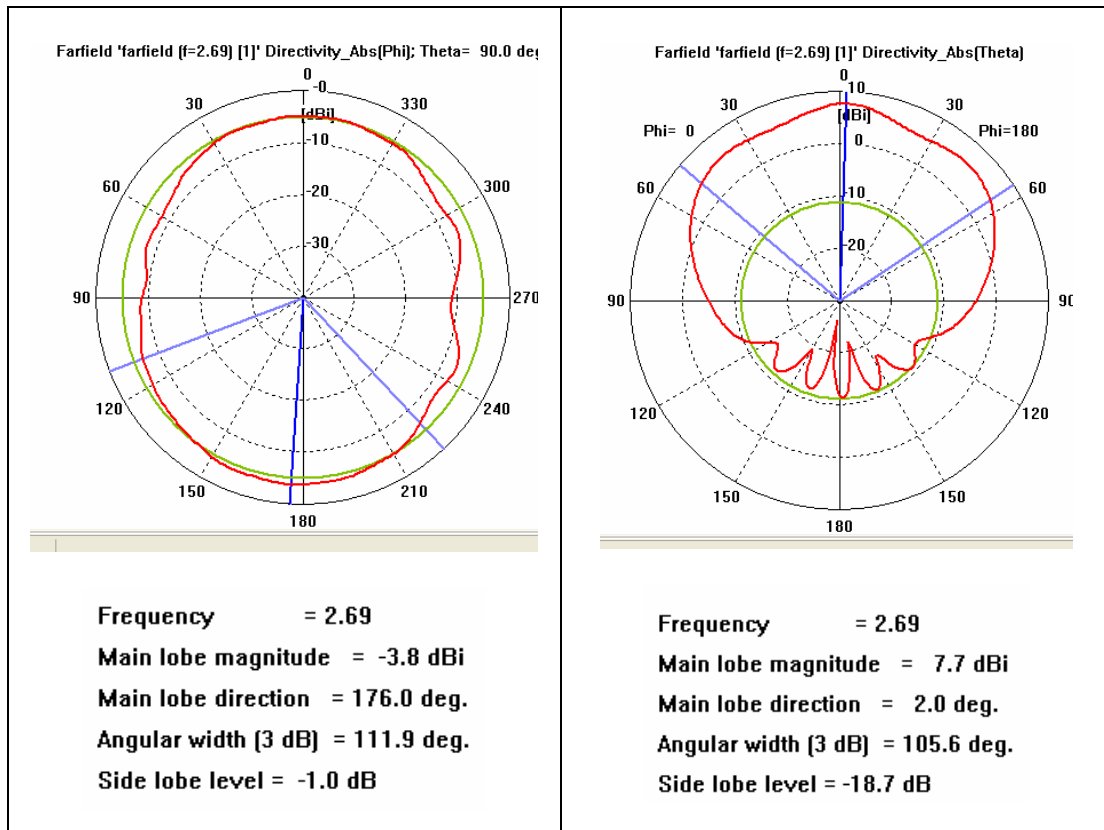 Farfield 'farfield (f=2.69) [1]' Directivity_Abs(Phi); Theta= 90.0 deg
0
-0
30
330
[dBi]
-10
60
300
-20
-30
90
270
120
240
150
210
180
Frequency = 2.69
Main lobe magnitude = -3.8 dBi
Main lobe direction = 176.0 deg.
Angular width (3 dB) = 111.9 deg.
Side lobe level = -1.0 dB
Farfield 'farfield (f=2.69) [1]' Directivity_Abs(Theta)
0
10
30
30
[dBi]
Phi= 0
Phi=180
0
60
60
-10
-20
90
90
120
120
150
150
180
Frequency = 2.69
Main lobe magnitude = 7.7 dBi
Main lobe direction = 2.0 deg.
Angular width (3 dB) = 105.6 deg.
Side lobe level = -18.7 dB